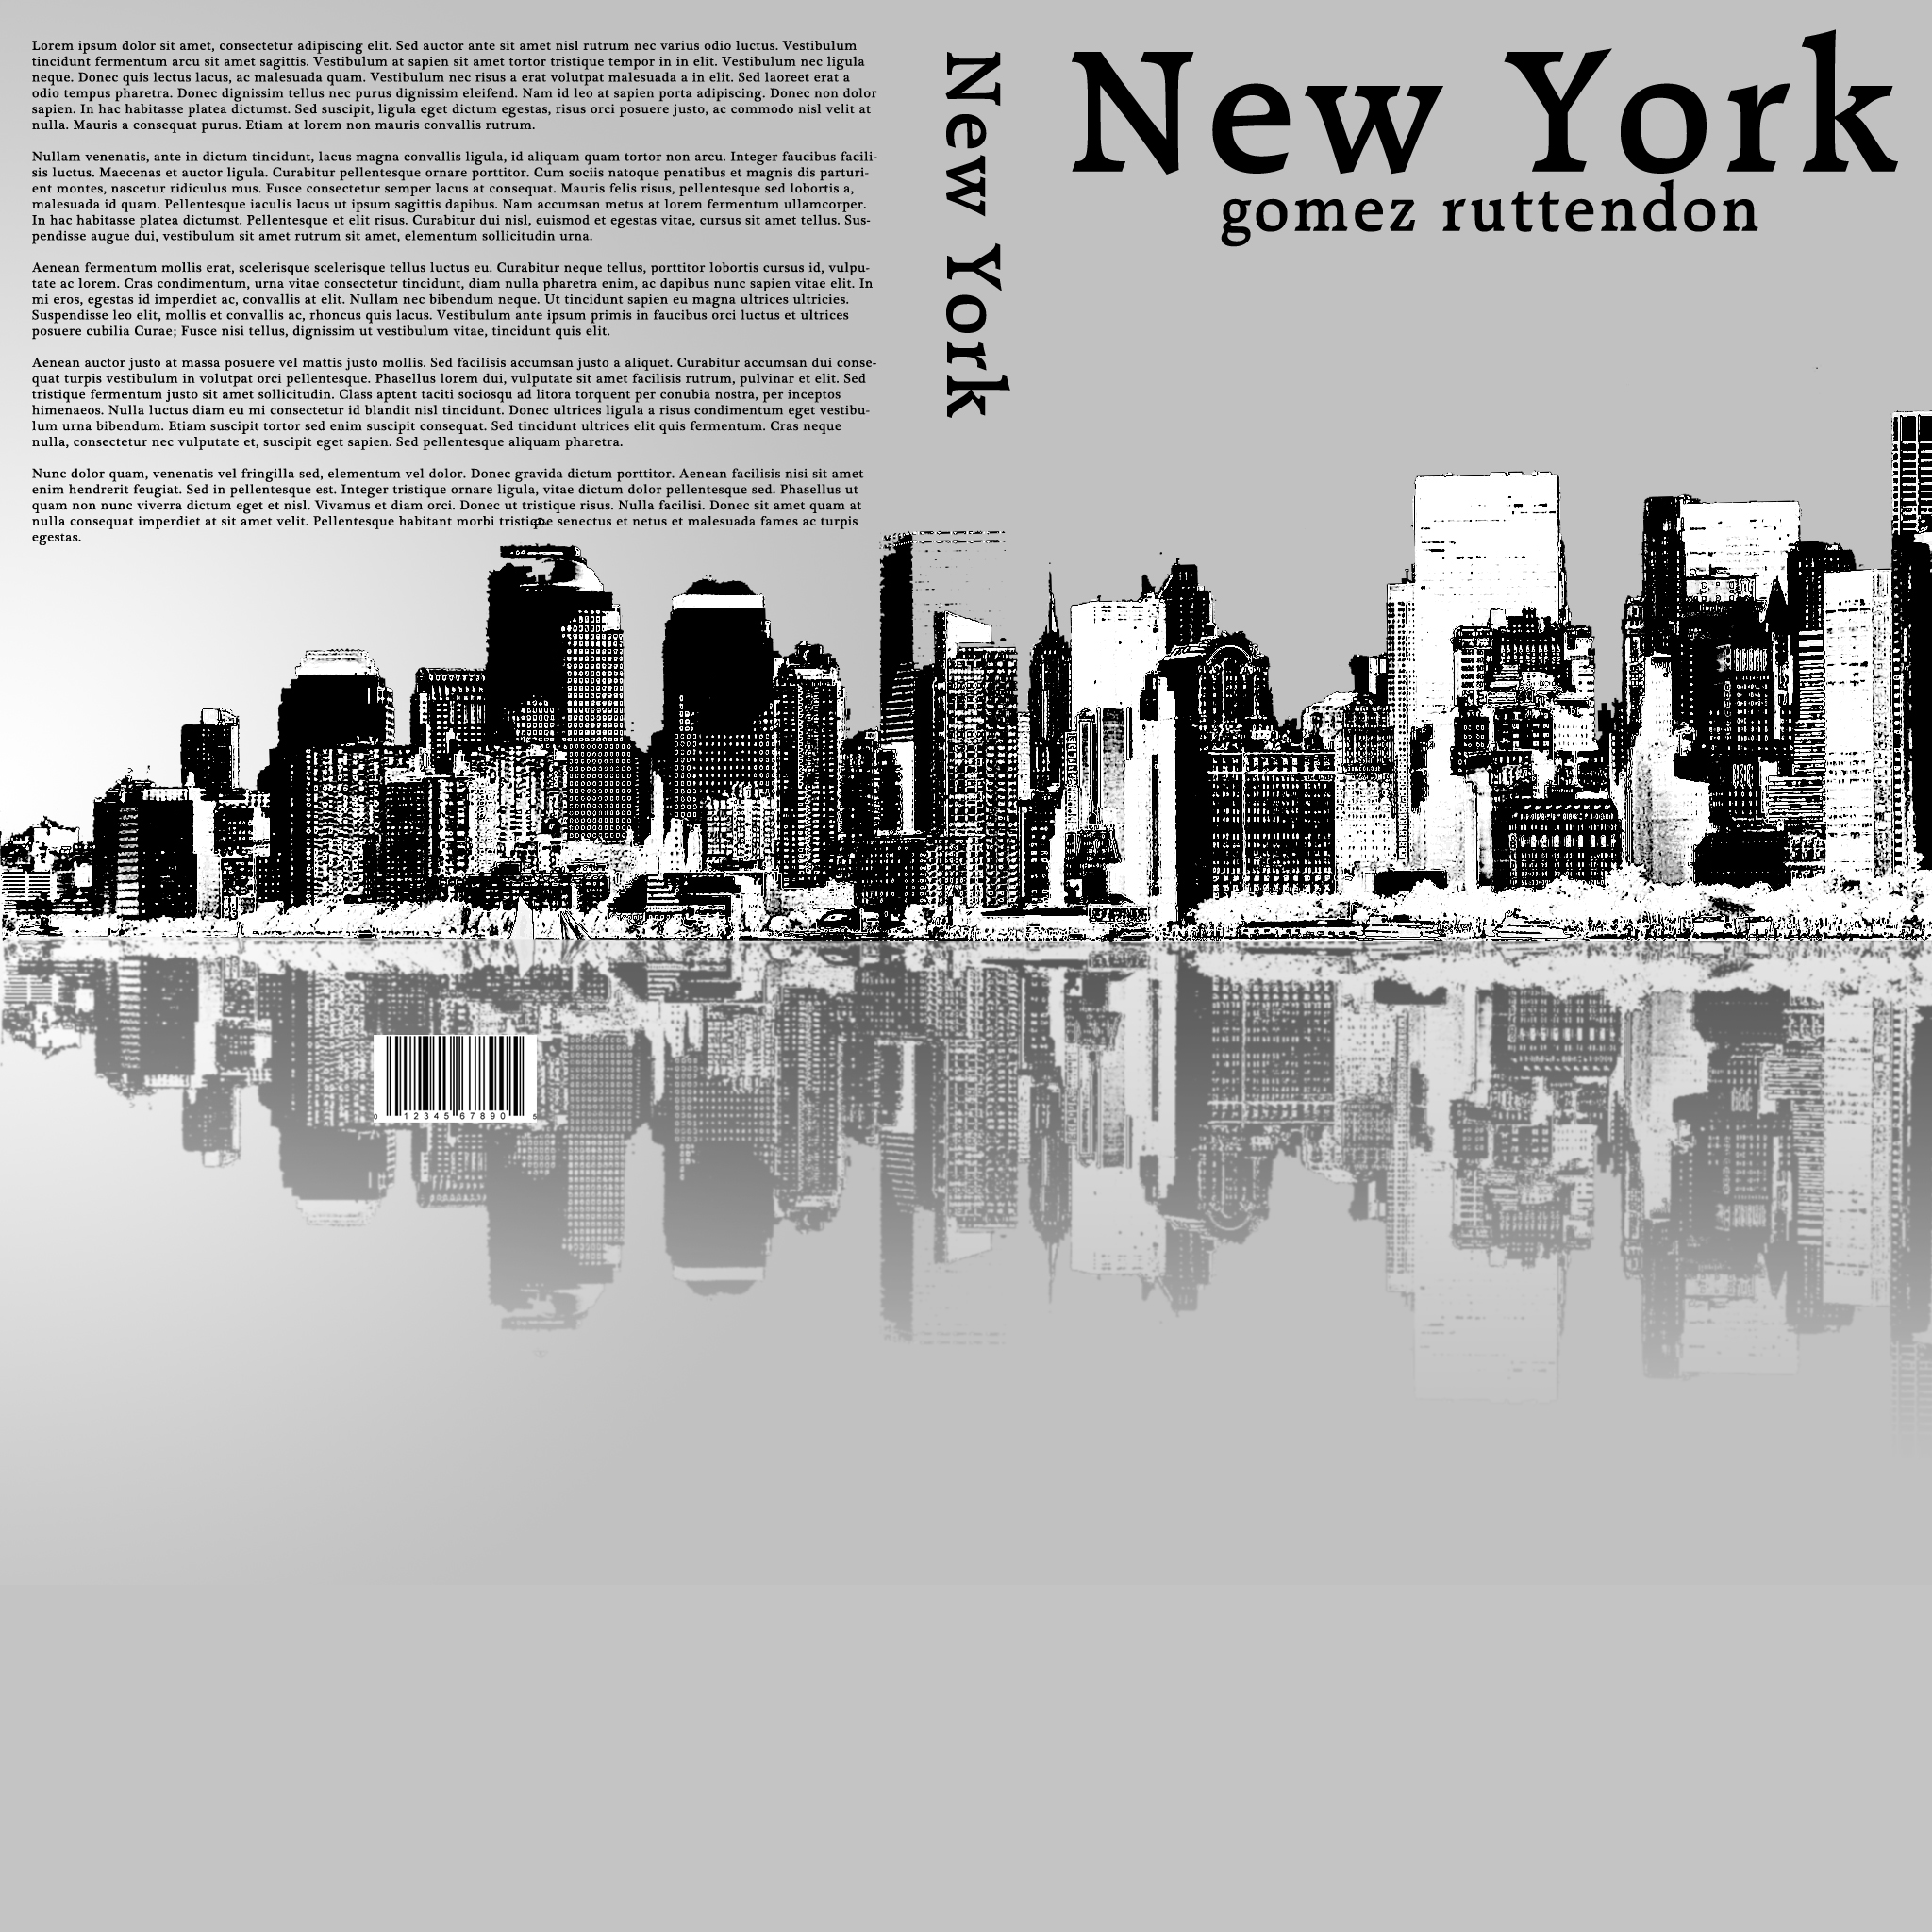 Lorem ipsum dolor sit amet, consectetur adipiscing elit. Sed auctor ante sit amet nisl rutrum nec varius odio luctus. Vestibulum
tincidunt fermentum arcu sit amet sagittis. Vestibulum at sapien sit amet tortor tristique tempor in in elit. Vestibulum nec ligula
neque. Donec quis lectus lacus, ac malesuada quam. Vestibulum nec risus a erat volutpat malesuada a in elit. Sed laoreet erat a
odio tempus pharetra. Donec dignissim tellus nec purus dignissim eleifend. Nam id leo at sapien porta adipiscing. Donec non dolor
sapien. In hac habitasse platea dictumst. Sed suscipit, ligula eget dictum egestas, risus orci posuere justo, ac commodo nisl velit at
nulla. Mauris a consequat purus. Etiam at lorem non mauris convallis rutrum.
Nullam venenatis, ante in dictum tincidunt, lacus magna convallis ligula, id aliquam quam tortor non arcu. Integer faucibus facili-
sis luctus. Maecenas et auctor ligula. Curabitur pellentesque ornare porttitor. Cum sociis natoque penatibus et magnis dis parturi-
ent montes, nascetur ridiculus mus. Fusce consectetur semper lacus at consequat. Mauris felis risus, pellentesque sed lobortis a,
malesuada id quam. Pellentesque iaculis lacus ut ipsum sagittis dapibus. Nam accumsan metus at lorem fermentum ullamcorper.
In hac habitasse platea dictumst. Pellentesque et elit risus. Curabitur dui nisl, euismod et egestas vitae, cursus sit amet tellus. Sus-
pendisse augue dui, vestibulum sit amet rutrum sit amet, elementum sollicitudin urna.
Aenean fermentum mollis erat, scelerisque scelerisque tellus luctus eu. Curabitur neque tellus, porttitor lobortis cursus id, vulpu-
tate ac lorem. Cras condimentum, urna vitae consectetur tincidunt, diam nulla pharetra enim, ac dapibus nunc sapien vitae elit. In
mi eros, egestas id imperdiet ac, convallis at elit. Nullam nec bibendum neque. Ut tincidunt sapien eu magna ultrices ultricies.
Suspendisse leo elit, mollis et convallis ac, rhoncus quis lacus. Vestibulum ante ipsum primis in faucibus orci luctus et ultrices
posuere cubilia Curae; Fusce nisi tellus, dignissim ut vestibulum vitae, tincidunt quis elit.
Aenean auctor justo at massa posuere vel mattis justo mollis. Sed facilisis accumsan justo a aliquet. Curabitur accumsan dui conse-
quat turpis vestibulum in volutpat orci pellentesque. Phasellus lorem dui, vulputate sit amet facilisis rutrum, pulvinar et elit. Sed
tristique fermentum justo sit amet sollicitudin. Class aptent taciti sociosqu ad litora torquent per conubia nostra, per inceptos
himenaeos. Nulla luctus diam eu mi consectetur id blandit nisl tincidunt. Donec ultrices ligula a risus condimentum eget vestibu-
lum urna bibendum. Etiam suscipit tortor sed enim suscipit consequat. Sed tincidunt ultrices elit quis fermentum. Cras neque
nulla, consectetur nec vulputate et, suscipit eget sapien. Sed pellentesque aliquam pharetra.
Nunc dolor quam, venenatis vel fringilla sed, elementum vel dolor. Donec gravida dictum porttitor. Aenean facilisis nisi sit amet
enim hendrerit feugiat. Sed in pellentesque est. Integer tristique ornare ligula, vitae dictum dolor pellentesque sed. Phasellus ut
quam non nunc viverra dictum eget et nisl. Vivamus et diam orci. Donec ut tristique risus. Nulla facilisi. Donec sit amet quam at
nulla consequat imperdiet at sit amet velit. Pellentesque habitant morbi tristique senectus et netus et malesuada fames ac turpis
egestas.
0 12345 67890 5
New York
New York
gomez ruttendon